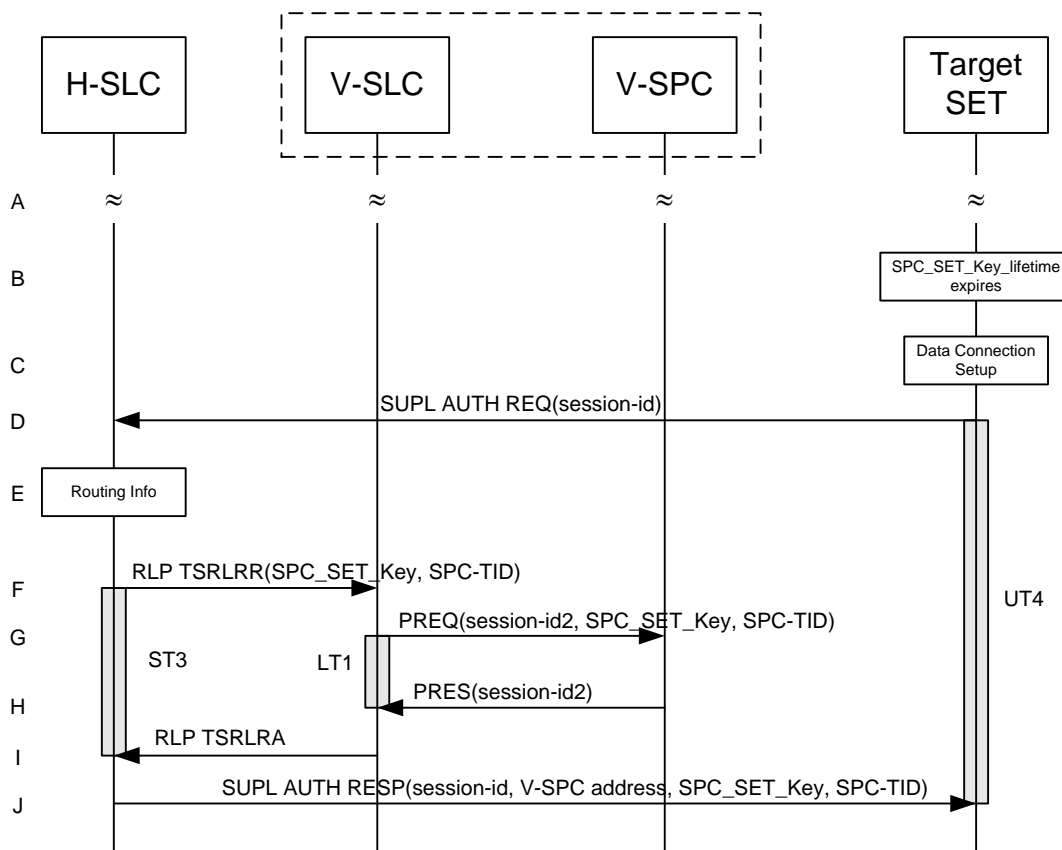 H-SLC
V-SLC
V-SPC
Target
SET
A
≈ ≈ ≈ ≈
B
SPC_SET_Key_lifetime
expires
C
Data Connection
Setup
D
SUPL AUTH REQ(session-id)
E
Routing Info
F
RLP TSRLRR(SPC_SET_Key, SPC-TID)
UT4
G
PREQ(session-id2, SPC_SET_Key, SPC-TID)
ST3
LT1
H
PRES(session-id2)
I
RLP TSRLRA
J
SUPL AUTH RESP(session-id, V-SPC address, SPC_SET_Key, SPC-TID)